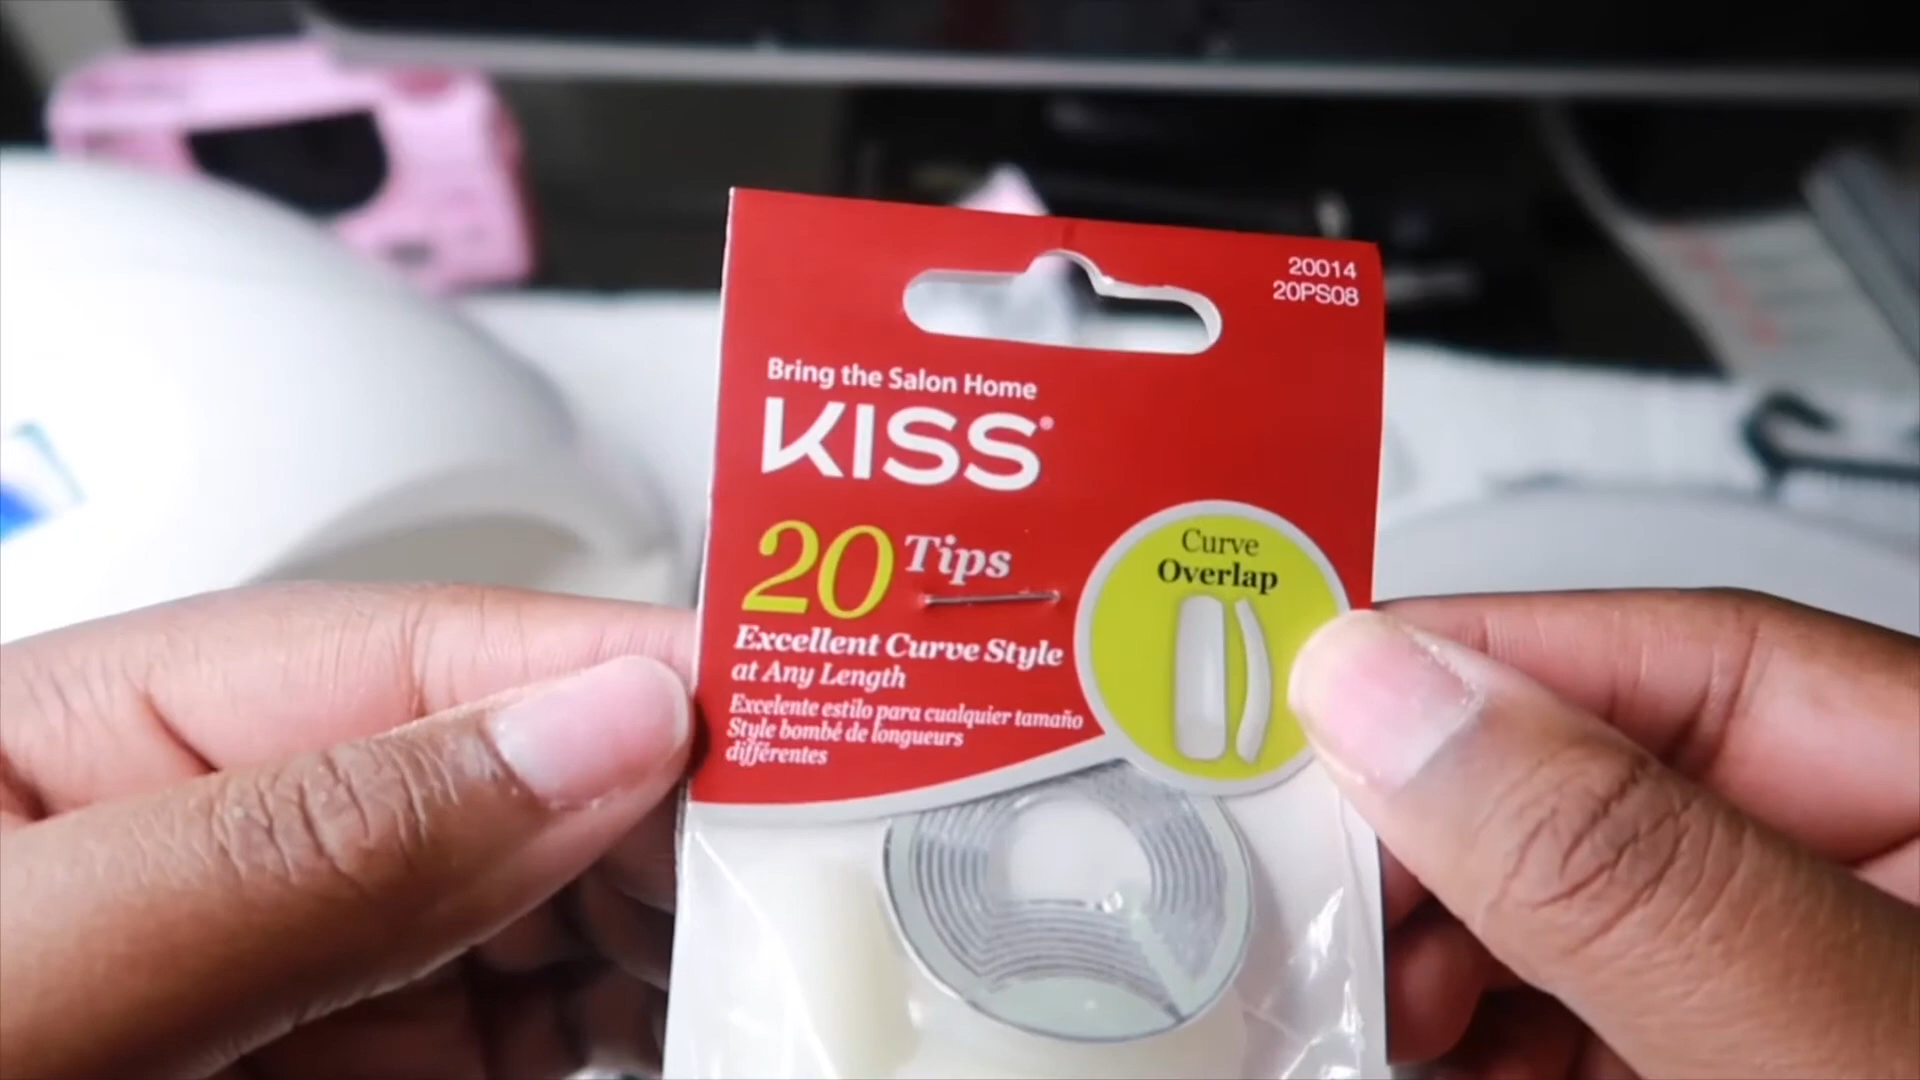 20014
20PS08
Bring the Salon Home
KISS®
20 Tips
Curve
Overlap
Excellent Curve Style
at Any Length
Excelente estilo para cualquier tamaño
Style bombé de longueurs
différentes